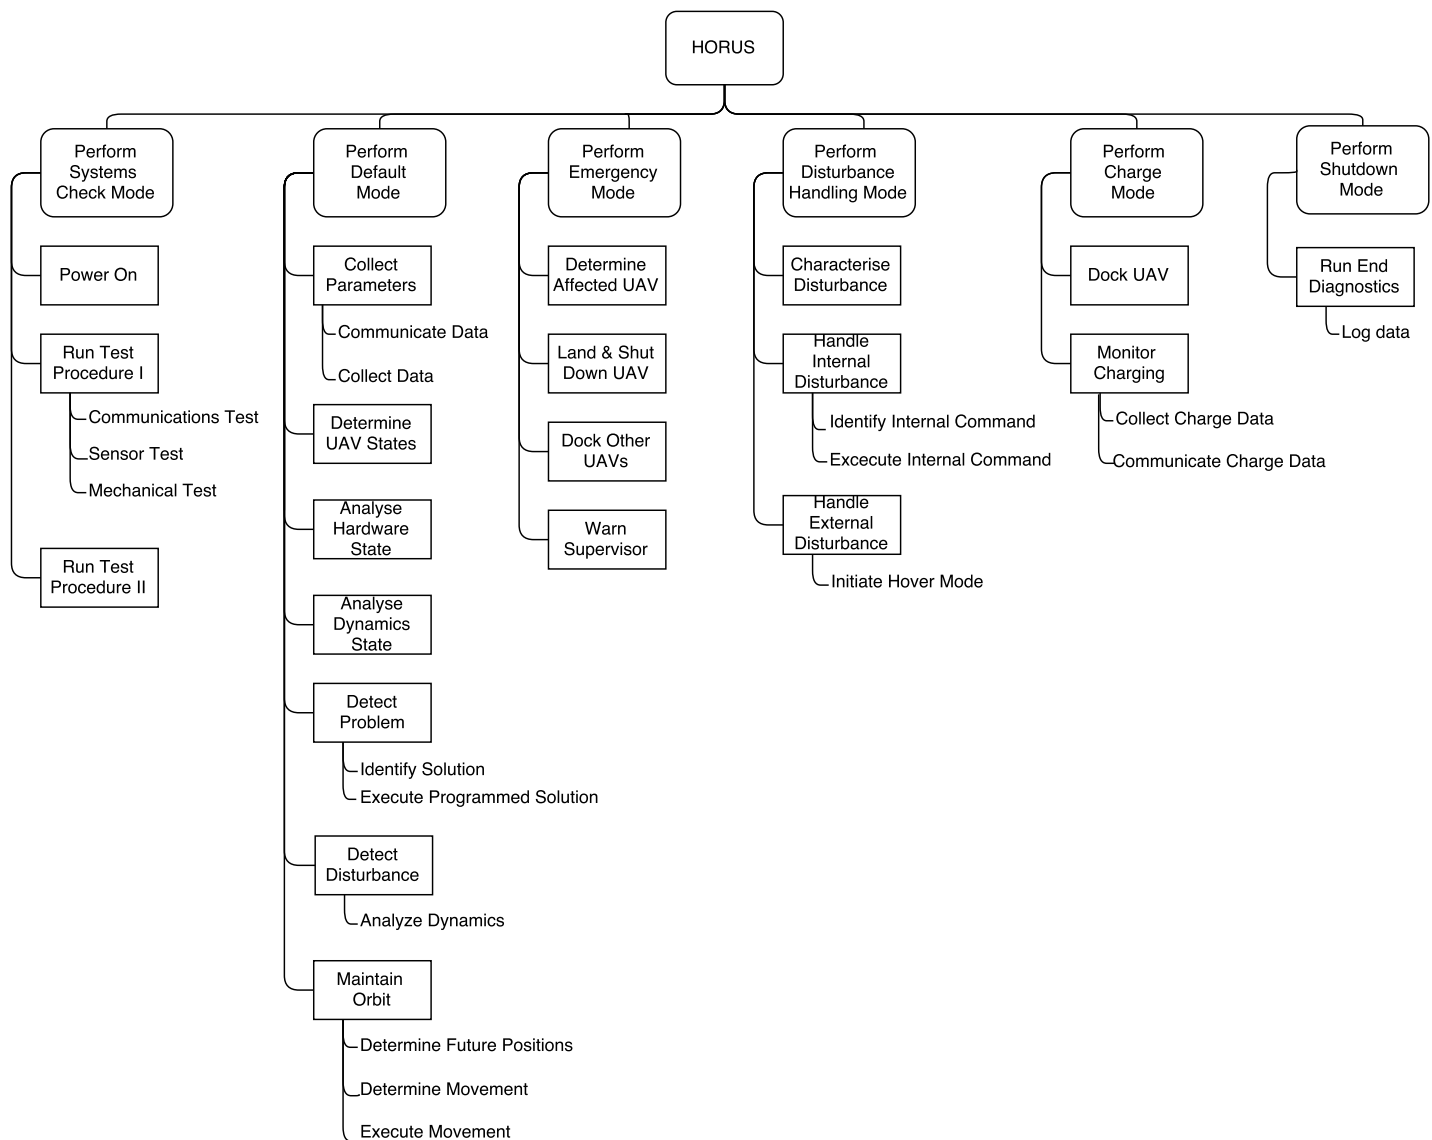 HORUS
Perform
Systems
Check Mode
Power On
Run Test
Procedure I
Communications Test
Sensor Test
Mechanical Test
Run Test
Procedure II
Perform
Default
Mode
Collect
Parameters
Communicate Data
Collect Data
Determine
UAV States
Analyse
Hardware
State
Analyse
Dynamics
State
Detect
Problem
Identify Solution
Execute Programmed Solution
Detect
Disturbance
Analyze Dynamics
Maintain
Orbit
Determine Future Positions
Determine Movement
Execute Movement
Perform
Emergency
Mode
Determine
Affected UAV
Land & Shut
Down UAV
Dock Other
UAVs
Warn
Supervisor
Perform
Disturbance
Handling Mode
Characterise
Disturbance
Handle
Internal
Disturbance
Identify Internal Command
Excecute Internal Command
Handle
External
Disturbance
Initiate Hover Mode
Perform
Charge
Mode
Dock UAV
Monitor
Charging
Collect Charge Data
Communicate Charge Data
Perform
Shutdown
Mode
Run End
Diagnostics
Log data